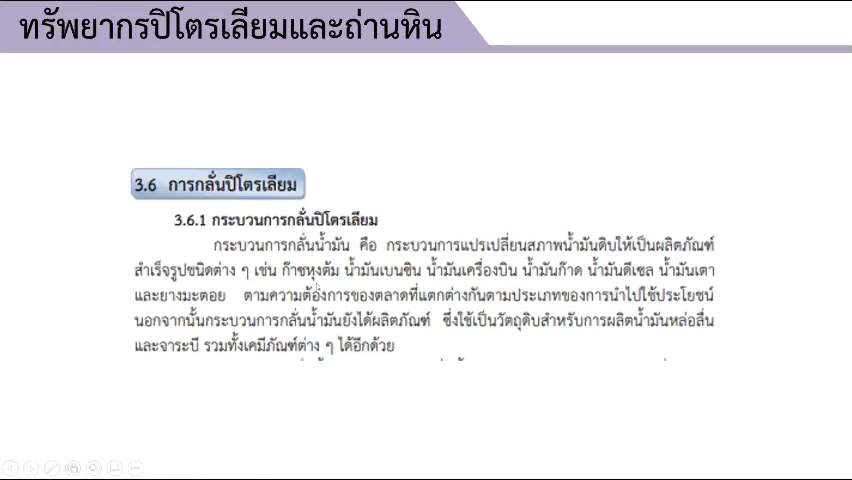 ทรัพยากรปิโตรเลียมและถ่านหิน
3.6 การกลั่นปิโตรเลียม
3.6.1 กระบวนการกลั่นปิโตรเลียม
กระบวนการกลั่นน้ำมัน คือ กระบวนการแปรเปลี่ยนสภาพน้ำมันดิบให้เป็นผลิตภัณฑ์
สำเร็จรูปชนิดต่าง ๆ เช่น ก๊าซหุงต้ม น้ำมันเบนซิน น้ำมันเครื่องบิน น้ำมันก๊าด น้ำมันดีเซล น้ำมันเตา
และยางมะตอย ตามความต้องการของตลาดที่แตกต่างกันตามประเภทของการนำไปใช้ประโยชน์
นอกจากนั้นกระบวนการกลั่นน้ำมันยังได้ผลิตภัณฑ์ ซึ่งใช้เป็นวัตถุดิบสำหรับการผลิตน้ำมันหล่อลื่น
และจาระบี รวมทั้งเคมีภัณฑ์ต่าง ๆ ได้อีกด้วย